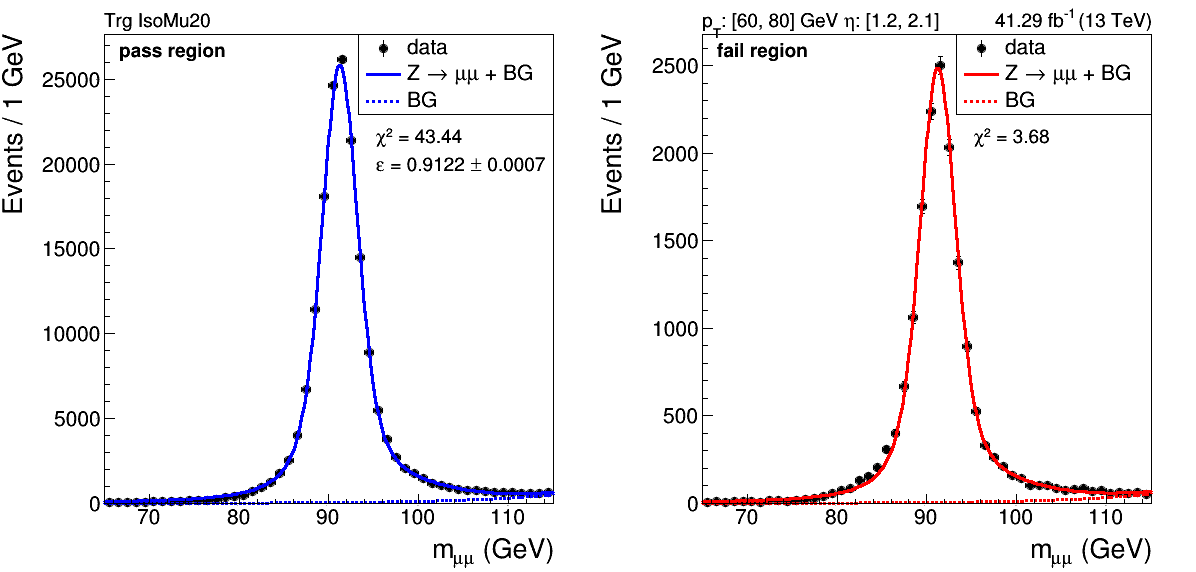 Trg IsoMu20
pass region
data
Z → μμ + BG
BG
χ² = 43.44
ε = 0.9122 ± 0.0007
Events / 1 GeV
25000
20000
15000
10000
5000
0
70 80 90 100 110
mμμ (GeV)
pT: [60, 80] GeV η: [1.2, 2.1] 41.29 fb⁻¹ (13 TeV)
fail region
data
Z → μμ + BG
BG
χ² = 3.68
Events / 1 GeV
2500
2000
1500
1000
500
0
70 80 90 100 110
mμμ (GeV)